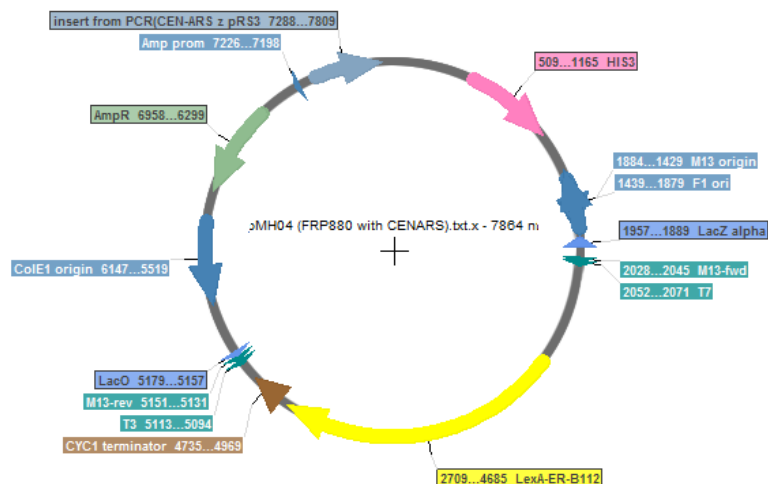 insert from PCR(CEN-ARS z pRS3 7288...7809
Amp prom 7226...7198
509...1165 HIS3
AmpR 6958...6299
1884...1429 M13 origin
1439...1879 F1 ori
pMH04 (FRP880 with CENARS).txt.x - 7864 n
1957...1889 LacZ alpha
ColE1 origin 6147...5519
2028...2045 M13-fwd
2052...2071 T7
LacO 5179...5157
M13-rev 5151...5131
T3 5113...5094
CYC1 terminator 4735...4969
2709...4685 LexA-ER-B112